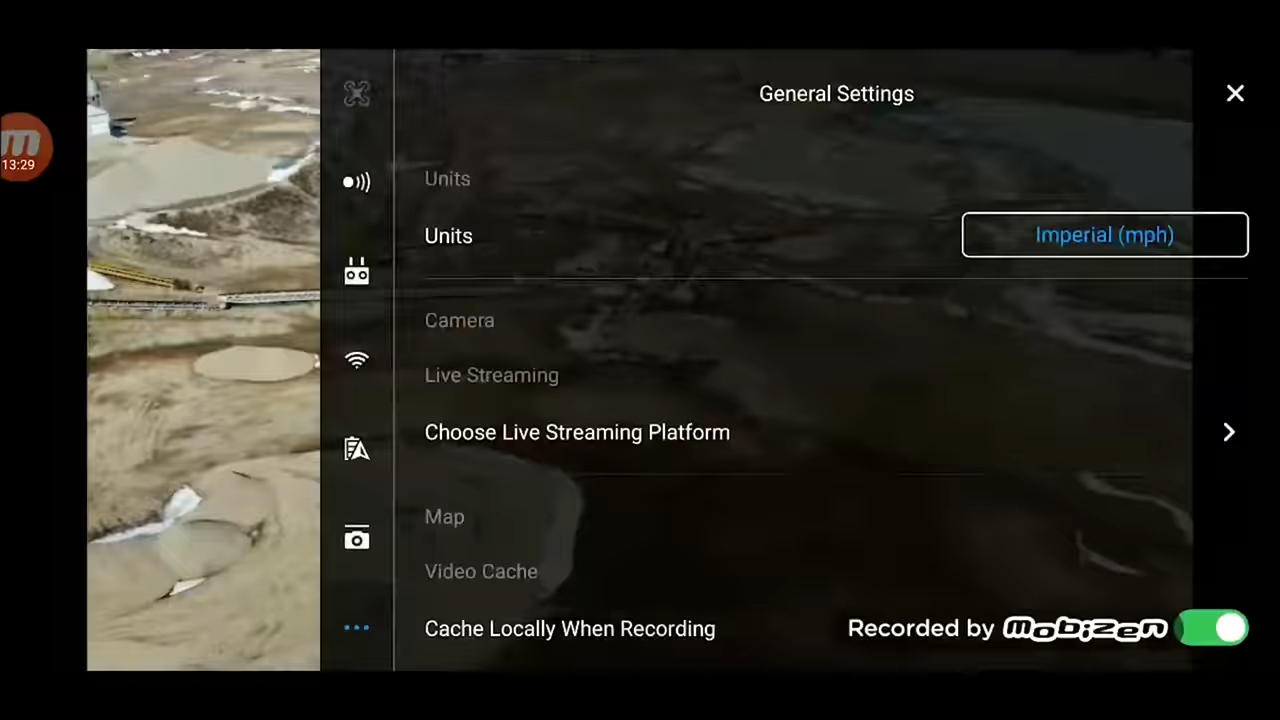 General Settings
13:29
Units
Units
Imperial (mph)
Camera
Live Streaming
Choose Live Streaming Platform
Map
Video Cache
Cache Locally When Recording
Recorded by Mobizen